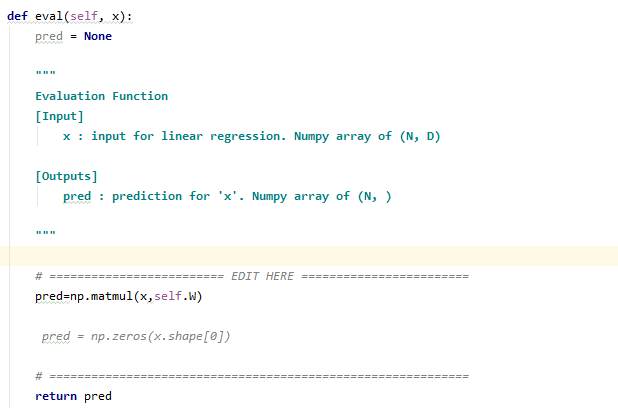 def eval(self, x):
pred = None
"""
Evaluation Function
[Input]
x : input for linear regression. Numpy array of (N, D)
[Outputs]
pred : prediction for 'x'. Numpy array of (N, )
"""
# ========================= EDIT HERE ========================
pred=np.matmul(x,self.W)
pred = np.zeros(x.shape[0])
# ============================================================
return pred